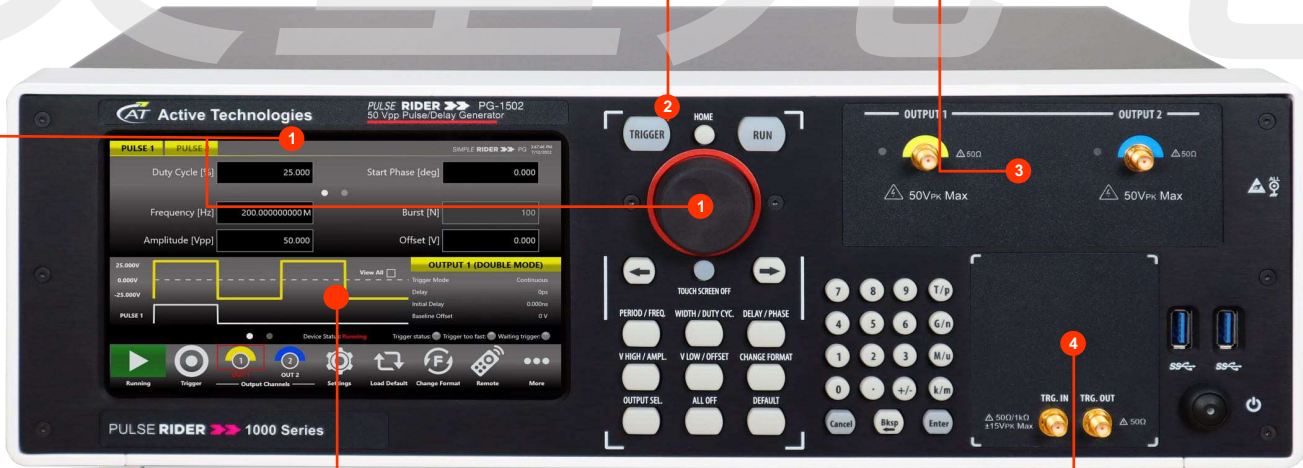 AT Active Technologies
PULSE RIDER PG-1502
50 Vpp Pulse/Delay Generator
1
PULSE 1 PULSE
SIMPLE RIDER PG
Duty Cycle [%] 25.000 Start Phase [deg] 0.000
Frequency [Hz] 200.000000000 M Burst [N] 100
Amplitude [Vpp] 50.000 Offset [V] 0.000
25.000V
0.000V
-25.000V
PULSE 1
View All
OUTPUT 1 (DOUBLE MODE)
Trigger Mode Continuous
Delay 0ps
Initial Delay 0.000ns
Baseline Offset 0 V
Device Status: Running Trigger status: Trigger too fast: Waiting trigger:
1 2 F
OUT 1 OUT 2
Running Trigger Output Channels Settings Load Default Change Format Remote More
PULSE RIDER 1000 Series
2
HOME
TRIGGER RUN
1
TOUCH SCREEN OFF
PERIOD / FREQ. WIDTH / DUTY CYC. DELAY / PHASE
V HIGH / AMPL. V LOW / OFFSET CHANGE FORMAT
OUTPUT SEL. ALL OFF DEFAULT
7 8 9 T/p
4 5 6 G/n
1 2 3 M/u
0 · +/- k/m
Cancel Bksp Enter
OUTPUT 1 OUTPUT 2
50Ω 50Ω
3
50VPK Max 50VPK Max
ALL
4
TRG. IN TRG. OUT
50Ω/1kΩ
±15VPK Max
50Ω
SS SS